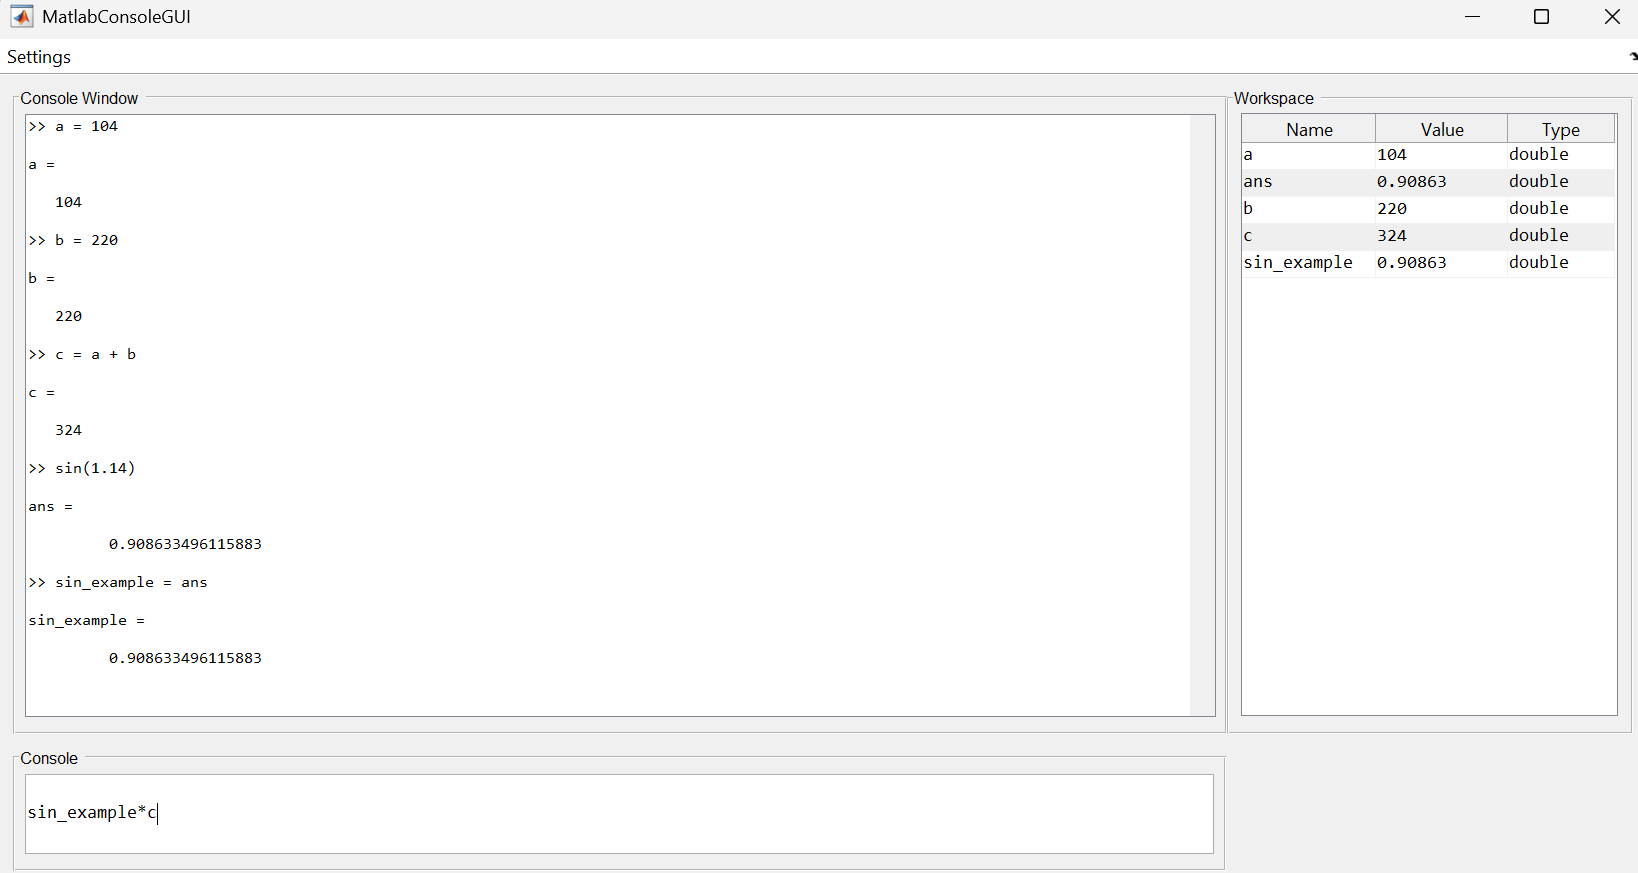 MatlabConsoleGUI
Settings
Console Window
>> a = 104
a =
104
>> b = 220
b =
220
>> c = a + b
c =
324
>> sin(1.14)
ans =
0.908633496115883
>> sin_example = ans
sin_example =
0.908633496115883
Workspace
Name Value Type
a 104 double
ans 0.90863 double
b 220 double
c 324 double
sin_example 0.90863 double
Console
sin_example*c